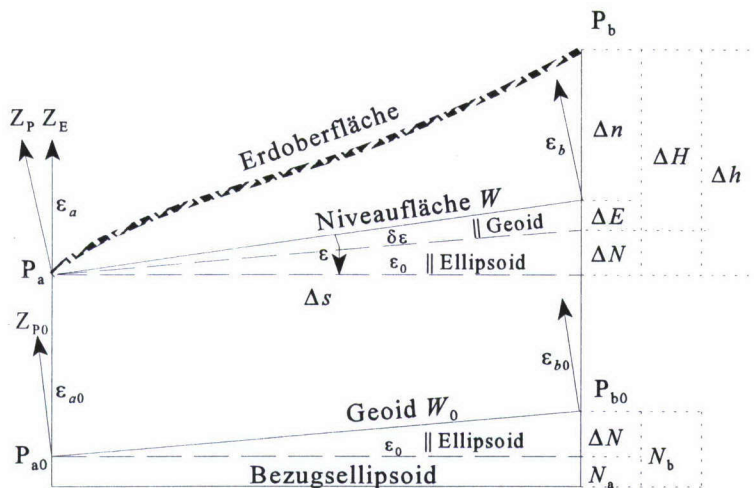 P_b
Z_P Z_E
Erdoberfläche
ε_b
Δn
ΔH
Δh
ε_a
Niveaufläche W
ΔE
δε
|| Geoid
P_a
ε
ε_0 || Ellipsoid
ΔN
Δs
Z_P0
ε_a0
ε_b0
P_b0
Geoid W_0
P_a0
ε_0 || Ellipsoid
ΔN
N_b
Bezugsellipsoid
N_a